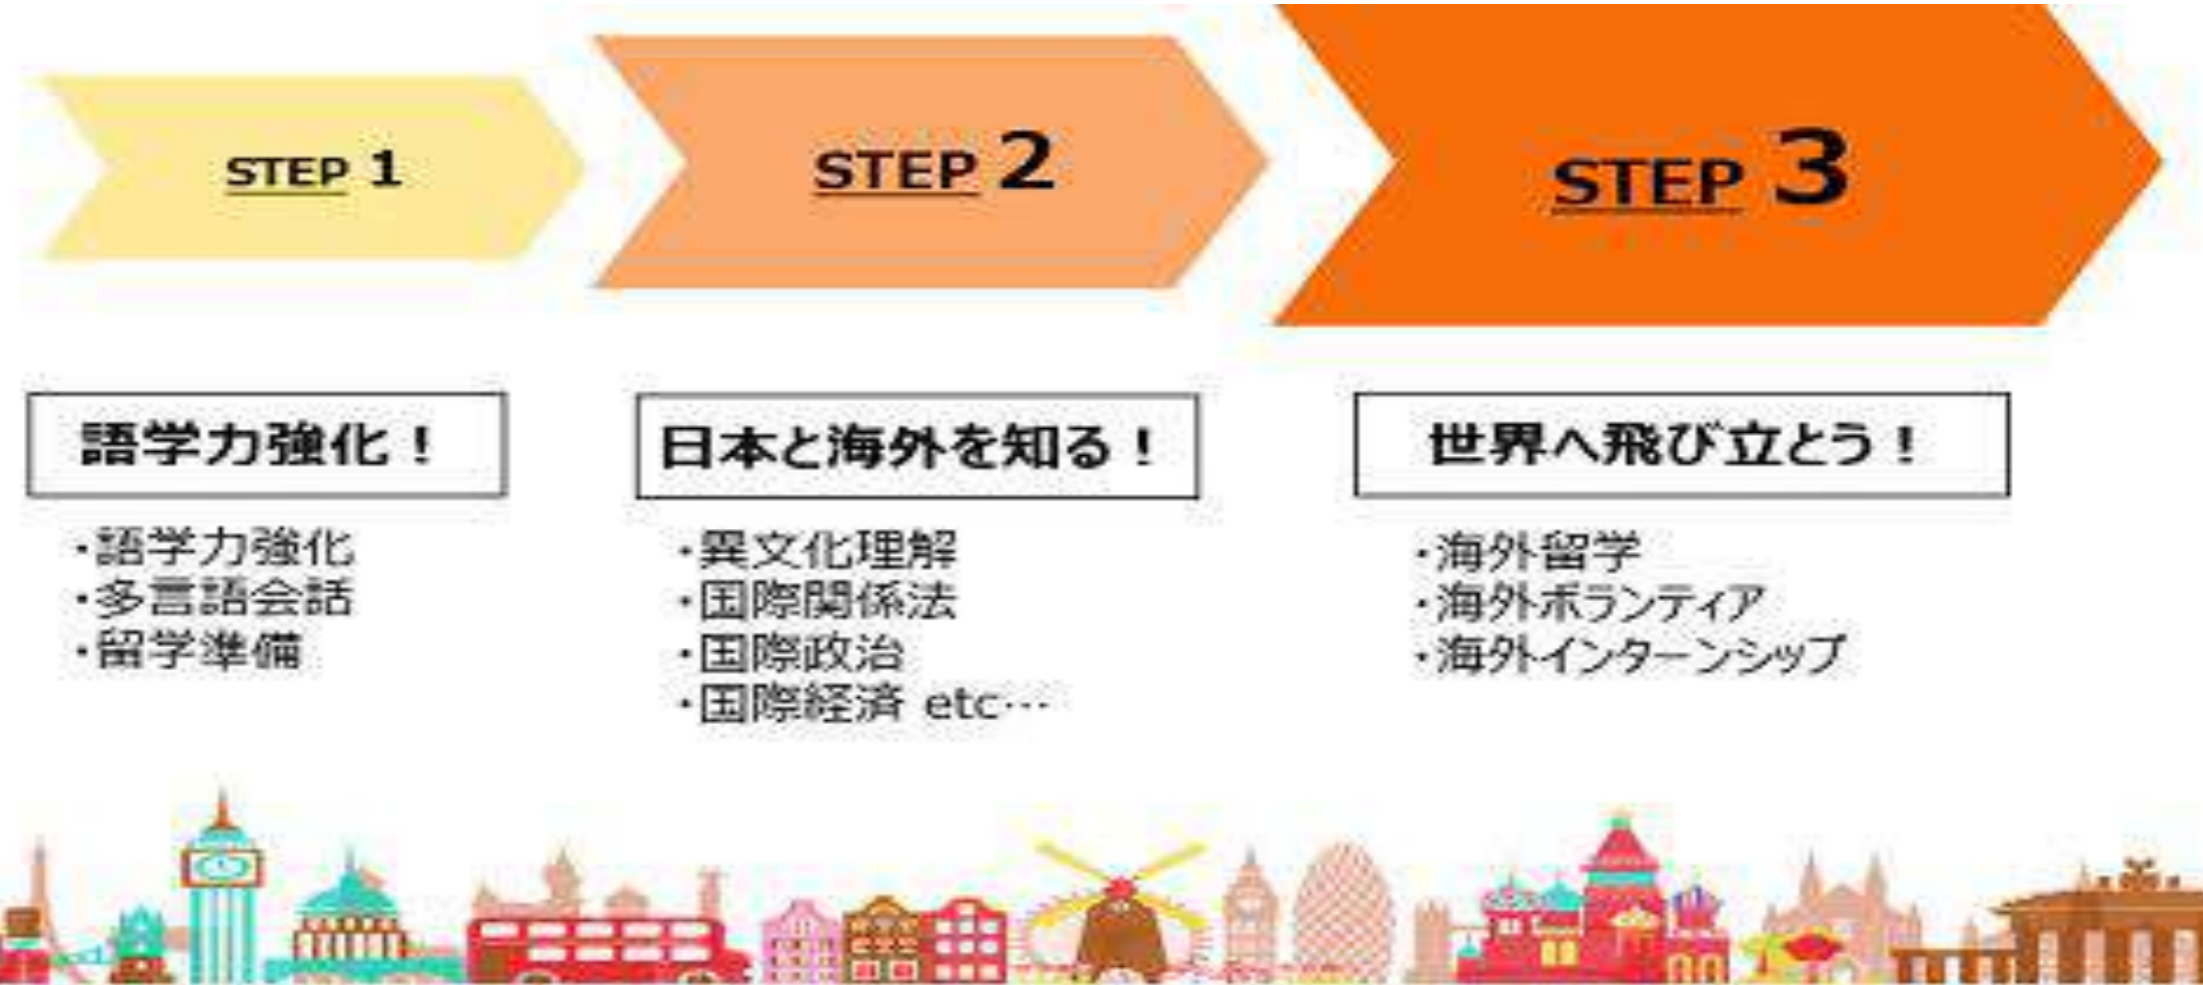 STEP 1
STEP 2
STEP 3
語学力強化！
・語学力強化
・多言語会話
・留学準備
日本と海外を知る！
・異文化理解
・国際関係法
・国際政治
・国際経済 etc…
世界へ飛び立とう！
・海外留学
・海外ボランティア
・海外インターンシップ